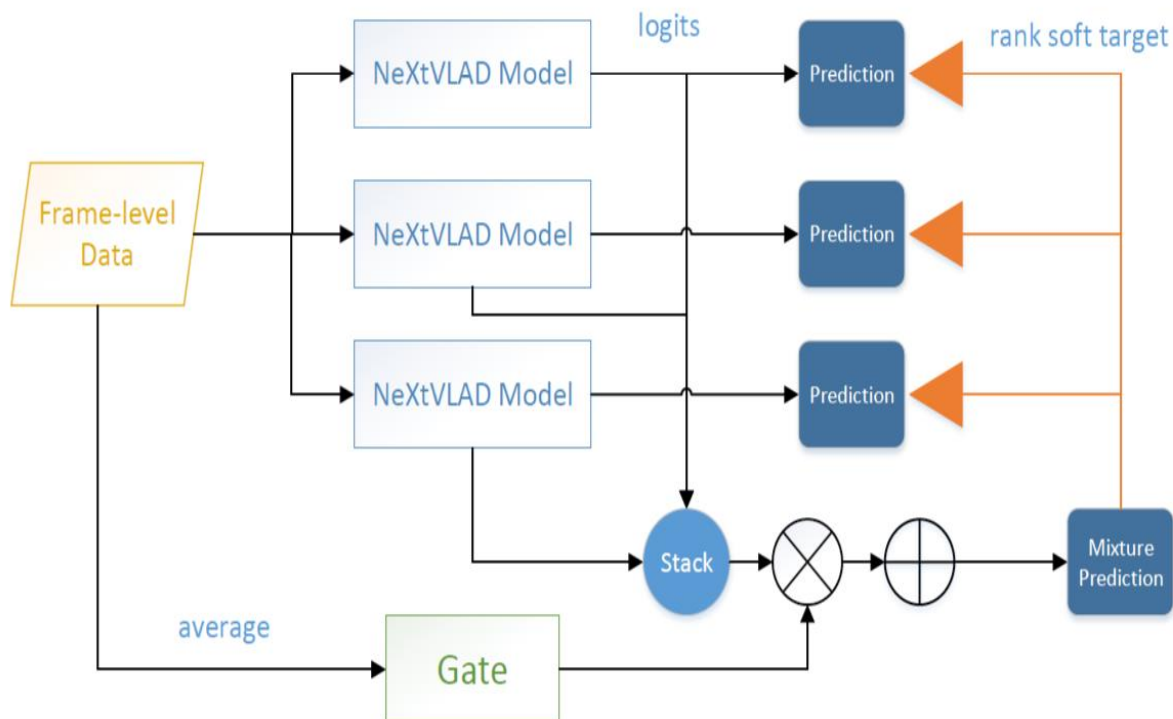 logits
rank soft target
NeXtVLAD Model
Prediction
Frame-level
Data
NeXtVLAD Model
Prediction
NeXtVLAD Model
Prediction
Stack
Mixture
Prediction
average
Gate